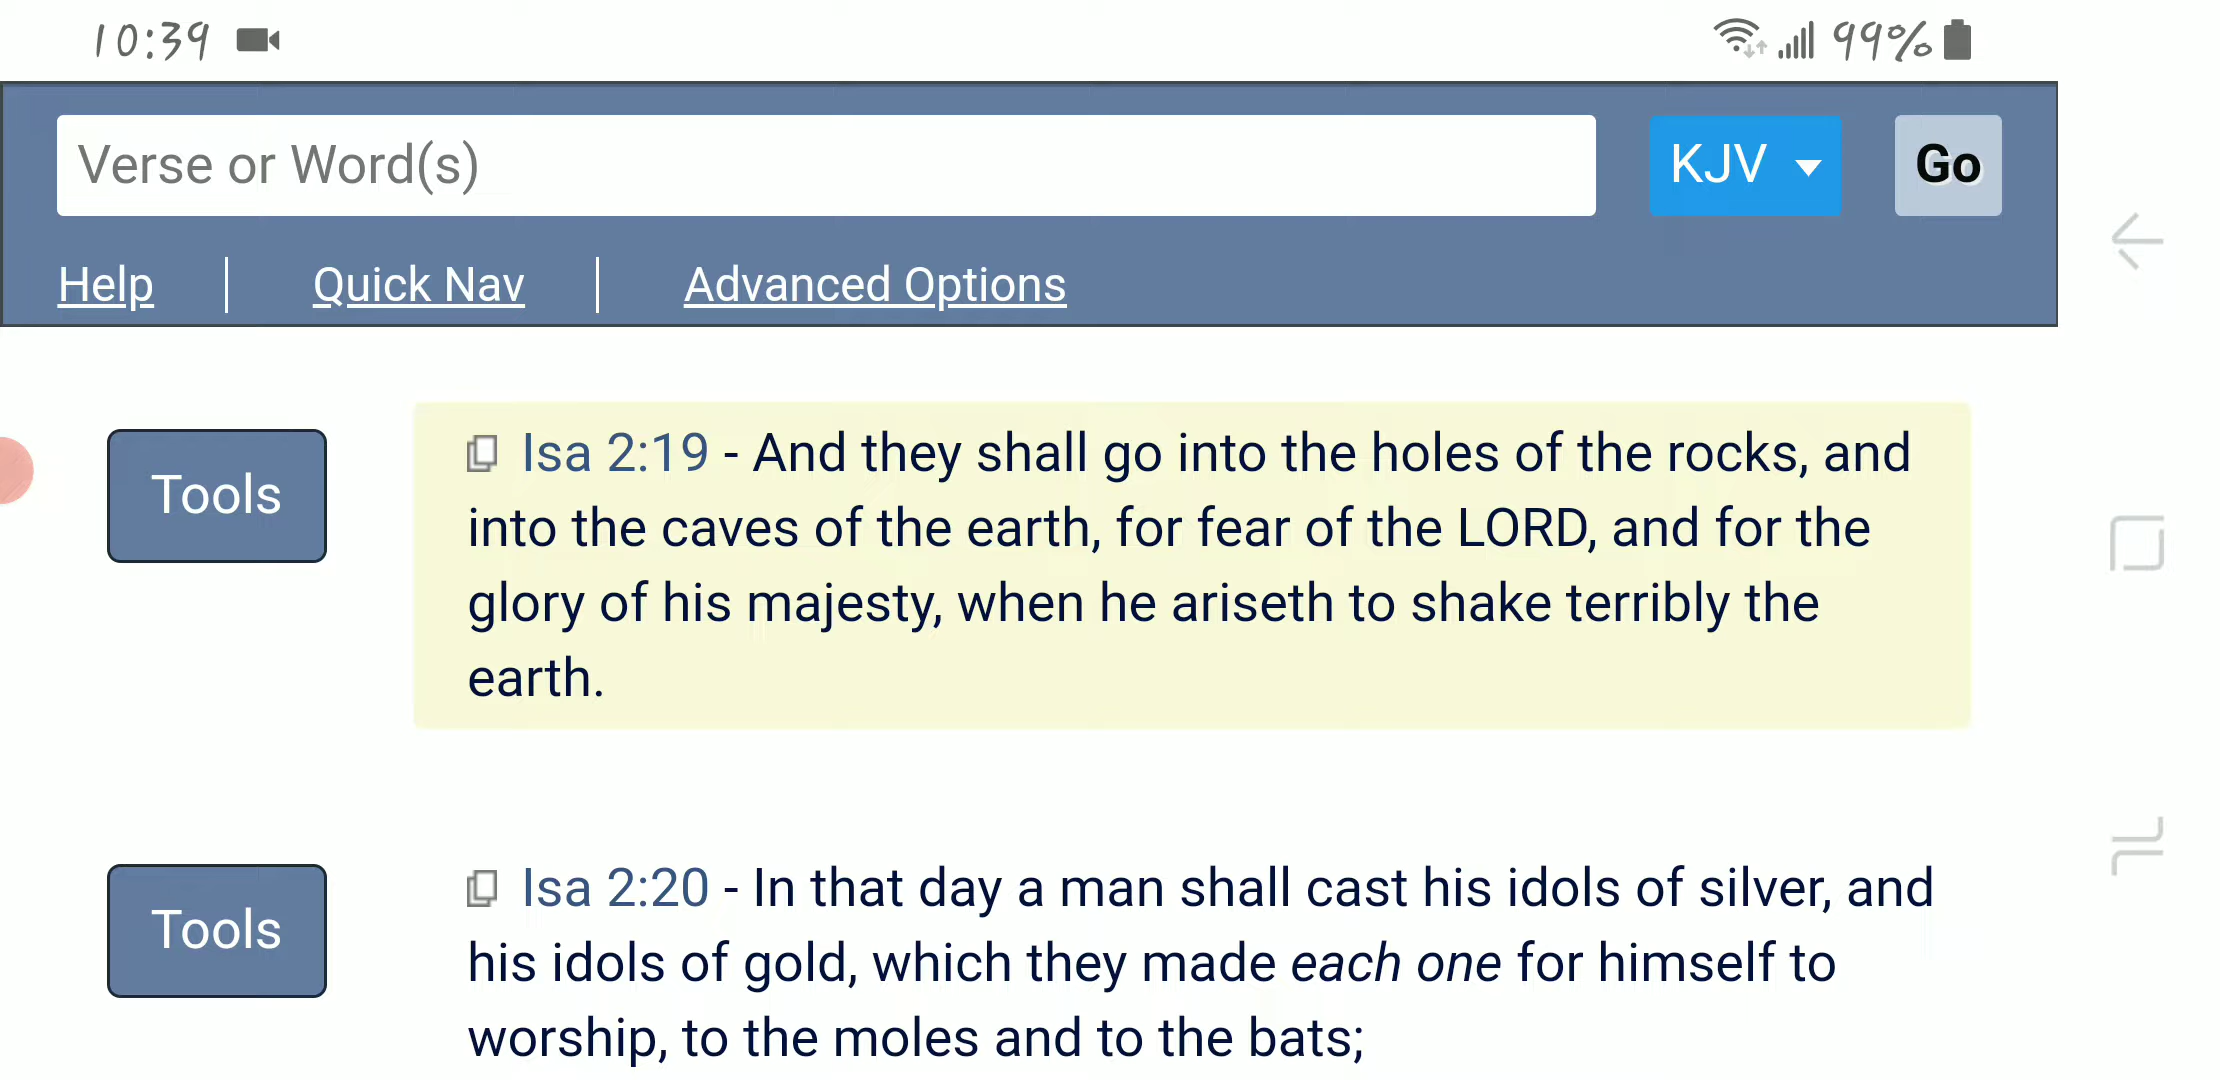 10:39
99%
Verse or Word(s)
KJV
Go
Help
Quick Nav
Advanced Options
Tools
Isa 2:19 - And they shall go into the holes of the rocks, and
into the caves of the earth, for fear of the LORD, and for the
glory of his majesty, when he ariseth to shake terribly the
earth.
Tools
Isa 2:20 - In that day a man shall cast his idols of silver, and
his idols of gold, which they made each one for himself to
worship, to the moles and to the bats;